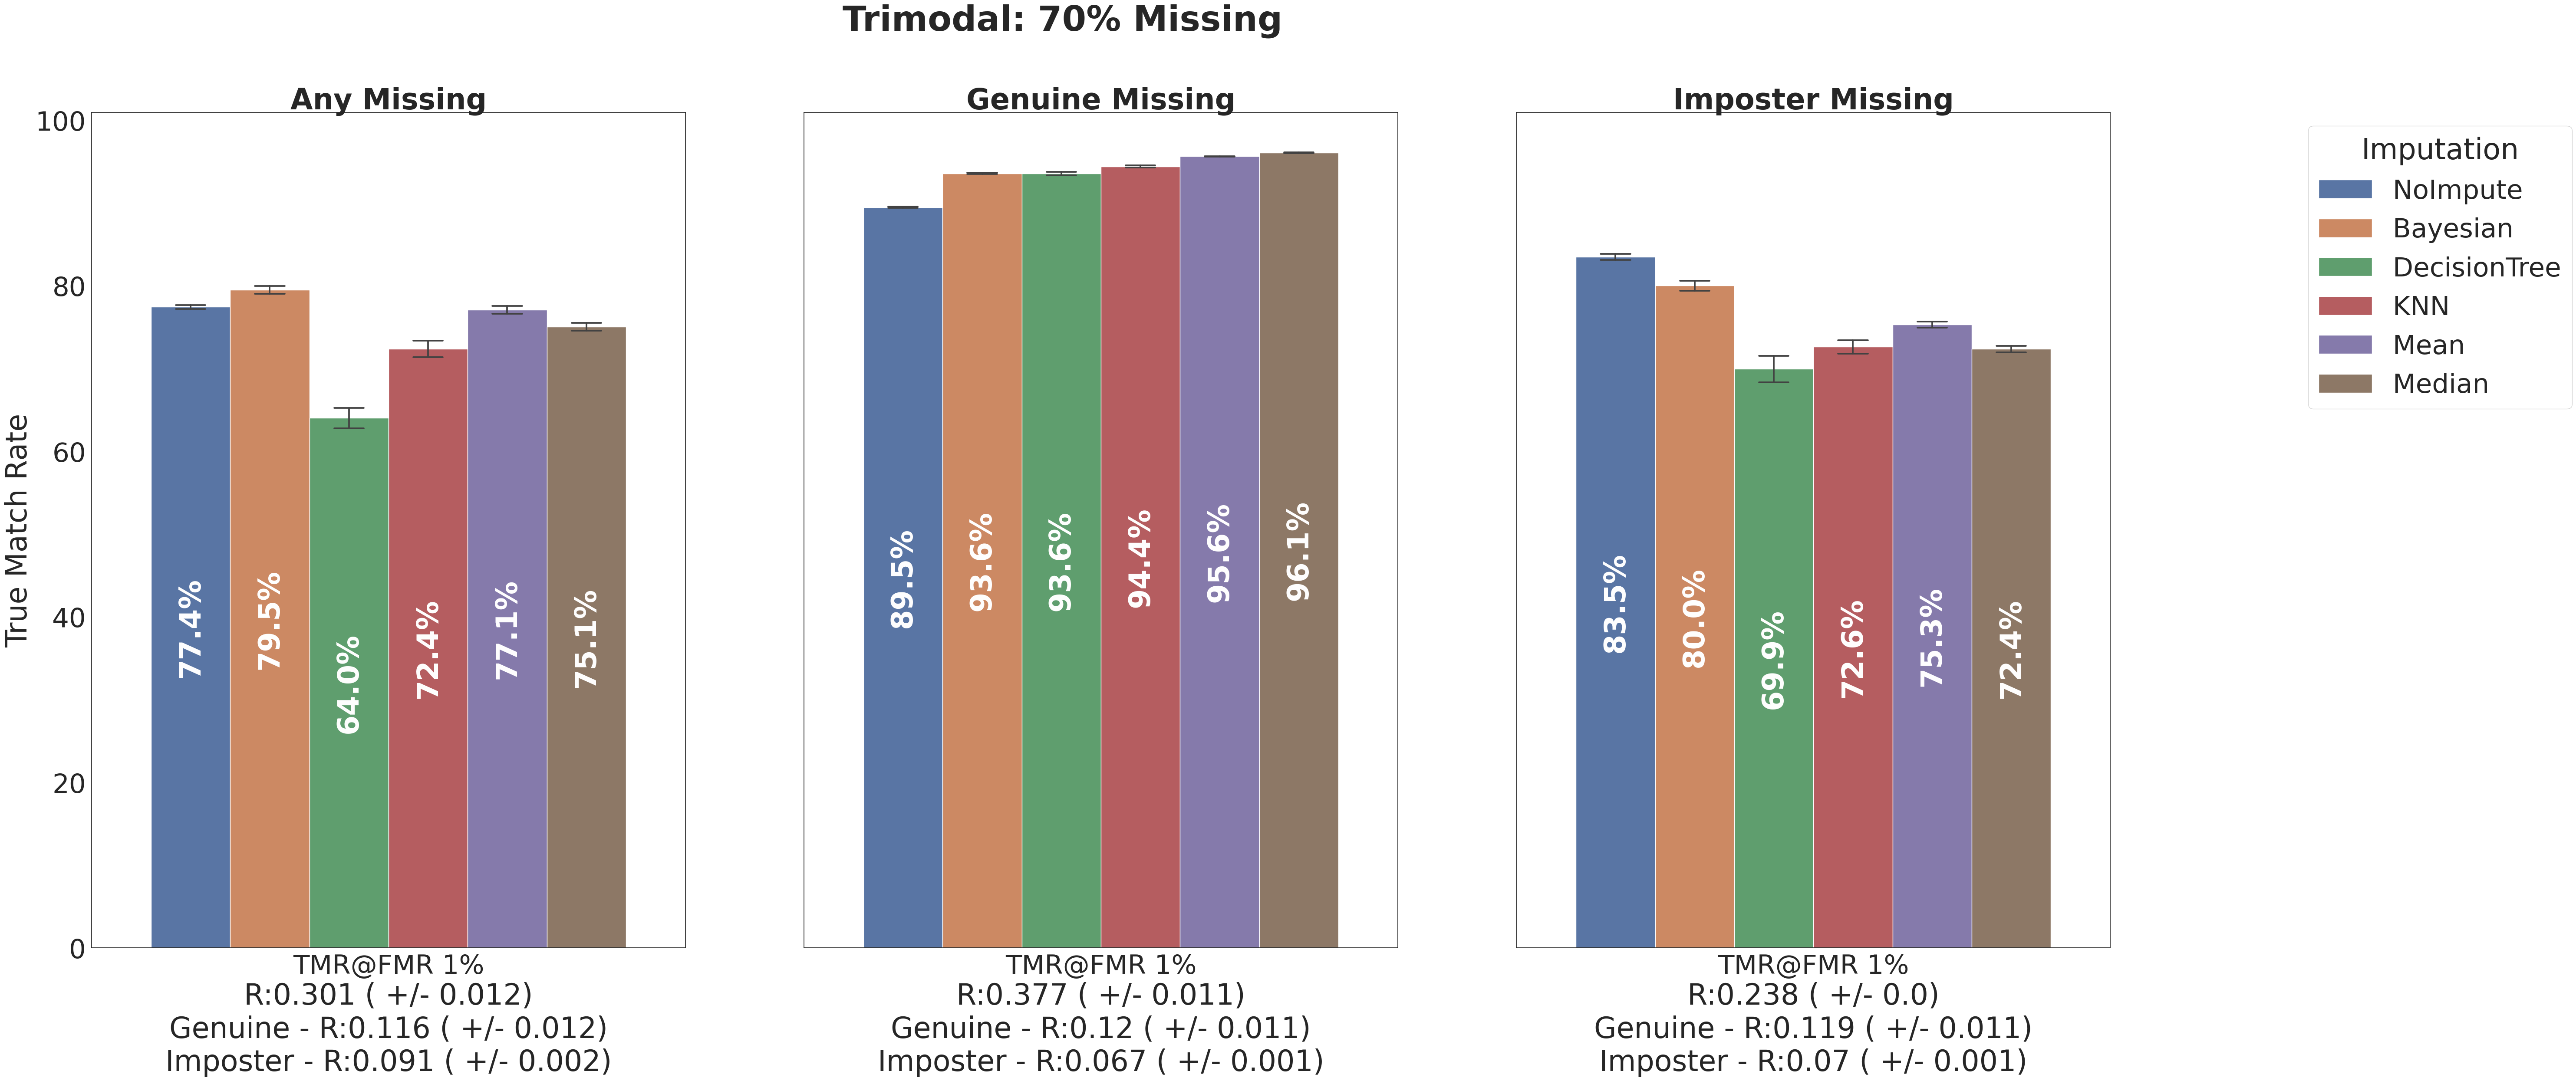 Trimodal: 70% Missing
Any Missing
Genuine Missing
Imposter Missing
True Match Rate
100
80
60
40
20
0
77.4%
79.5%
64.0%
72.4%
77.1%
75.1%
89.5%
93.6%
93.6%
94.4%
95.6%
96.1%
83.5%
80.0%
69.9%
72.6%
75.3%
72.4%
TMR@FMR 1%
R:0.301 ( +/- 0.012)
Genuine - R:0.116 ( +/- 0.012)
Imposter - R:0.091 ( +/- 0.002)
TMR@FMR 1%
R:0.377 ( +/- 0.011)
Genuine - R:0.12 ( +/- 0.011)
Imposter - R:0.067 ( +/- 0.001)
TMR@FMR 1%
R:0.238 ( +/- 0.0)
Genuine - R:0.119 ( +/- 0.011)
Imposter - R:0.07 ( +/- 0.001)
Imputation
NoImpute
Bayesian
DecisionTree
KNN
Mean
Median